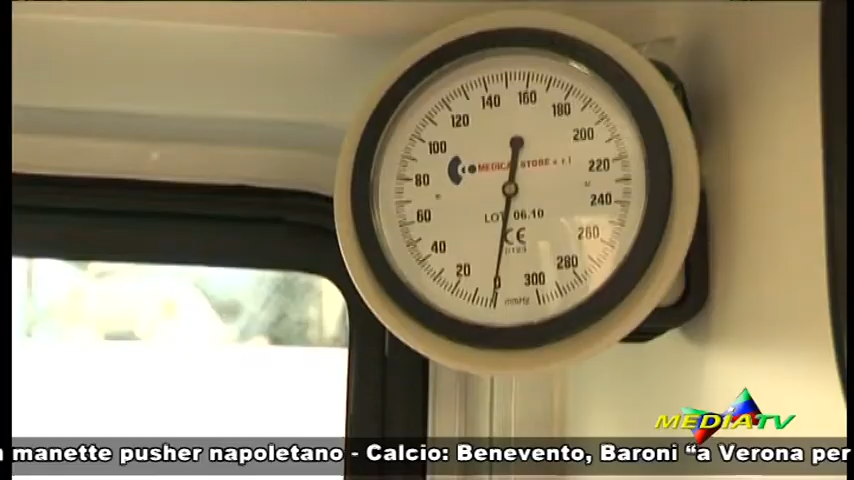 0 20 40 60 80 100 120 140 160 180 200 220 240 260 280 300
MEDICAL STORE s.r.l
LOT 06.10
CE
mmHg
MEDIATV
manette pusher napoletano - Calcio: Benevento, Baroni “a Verona per